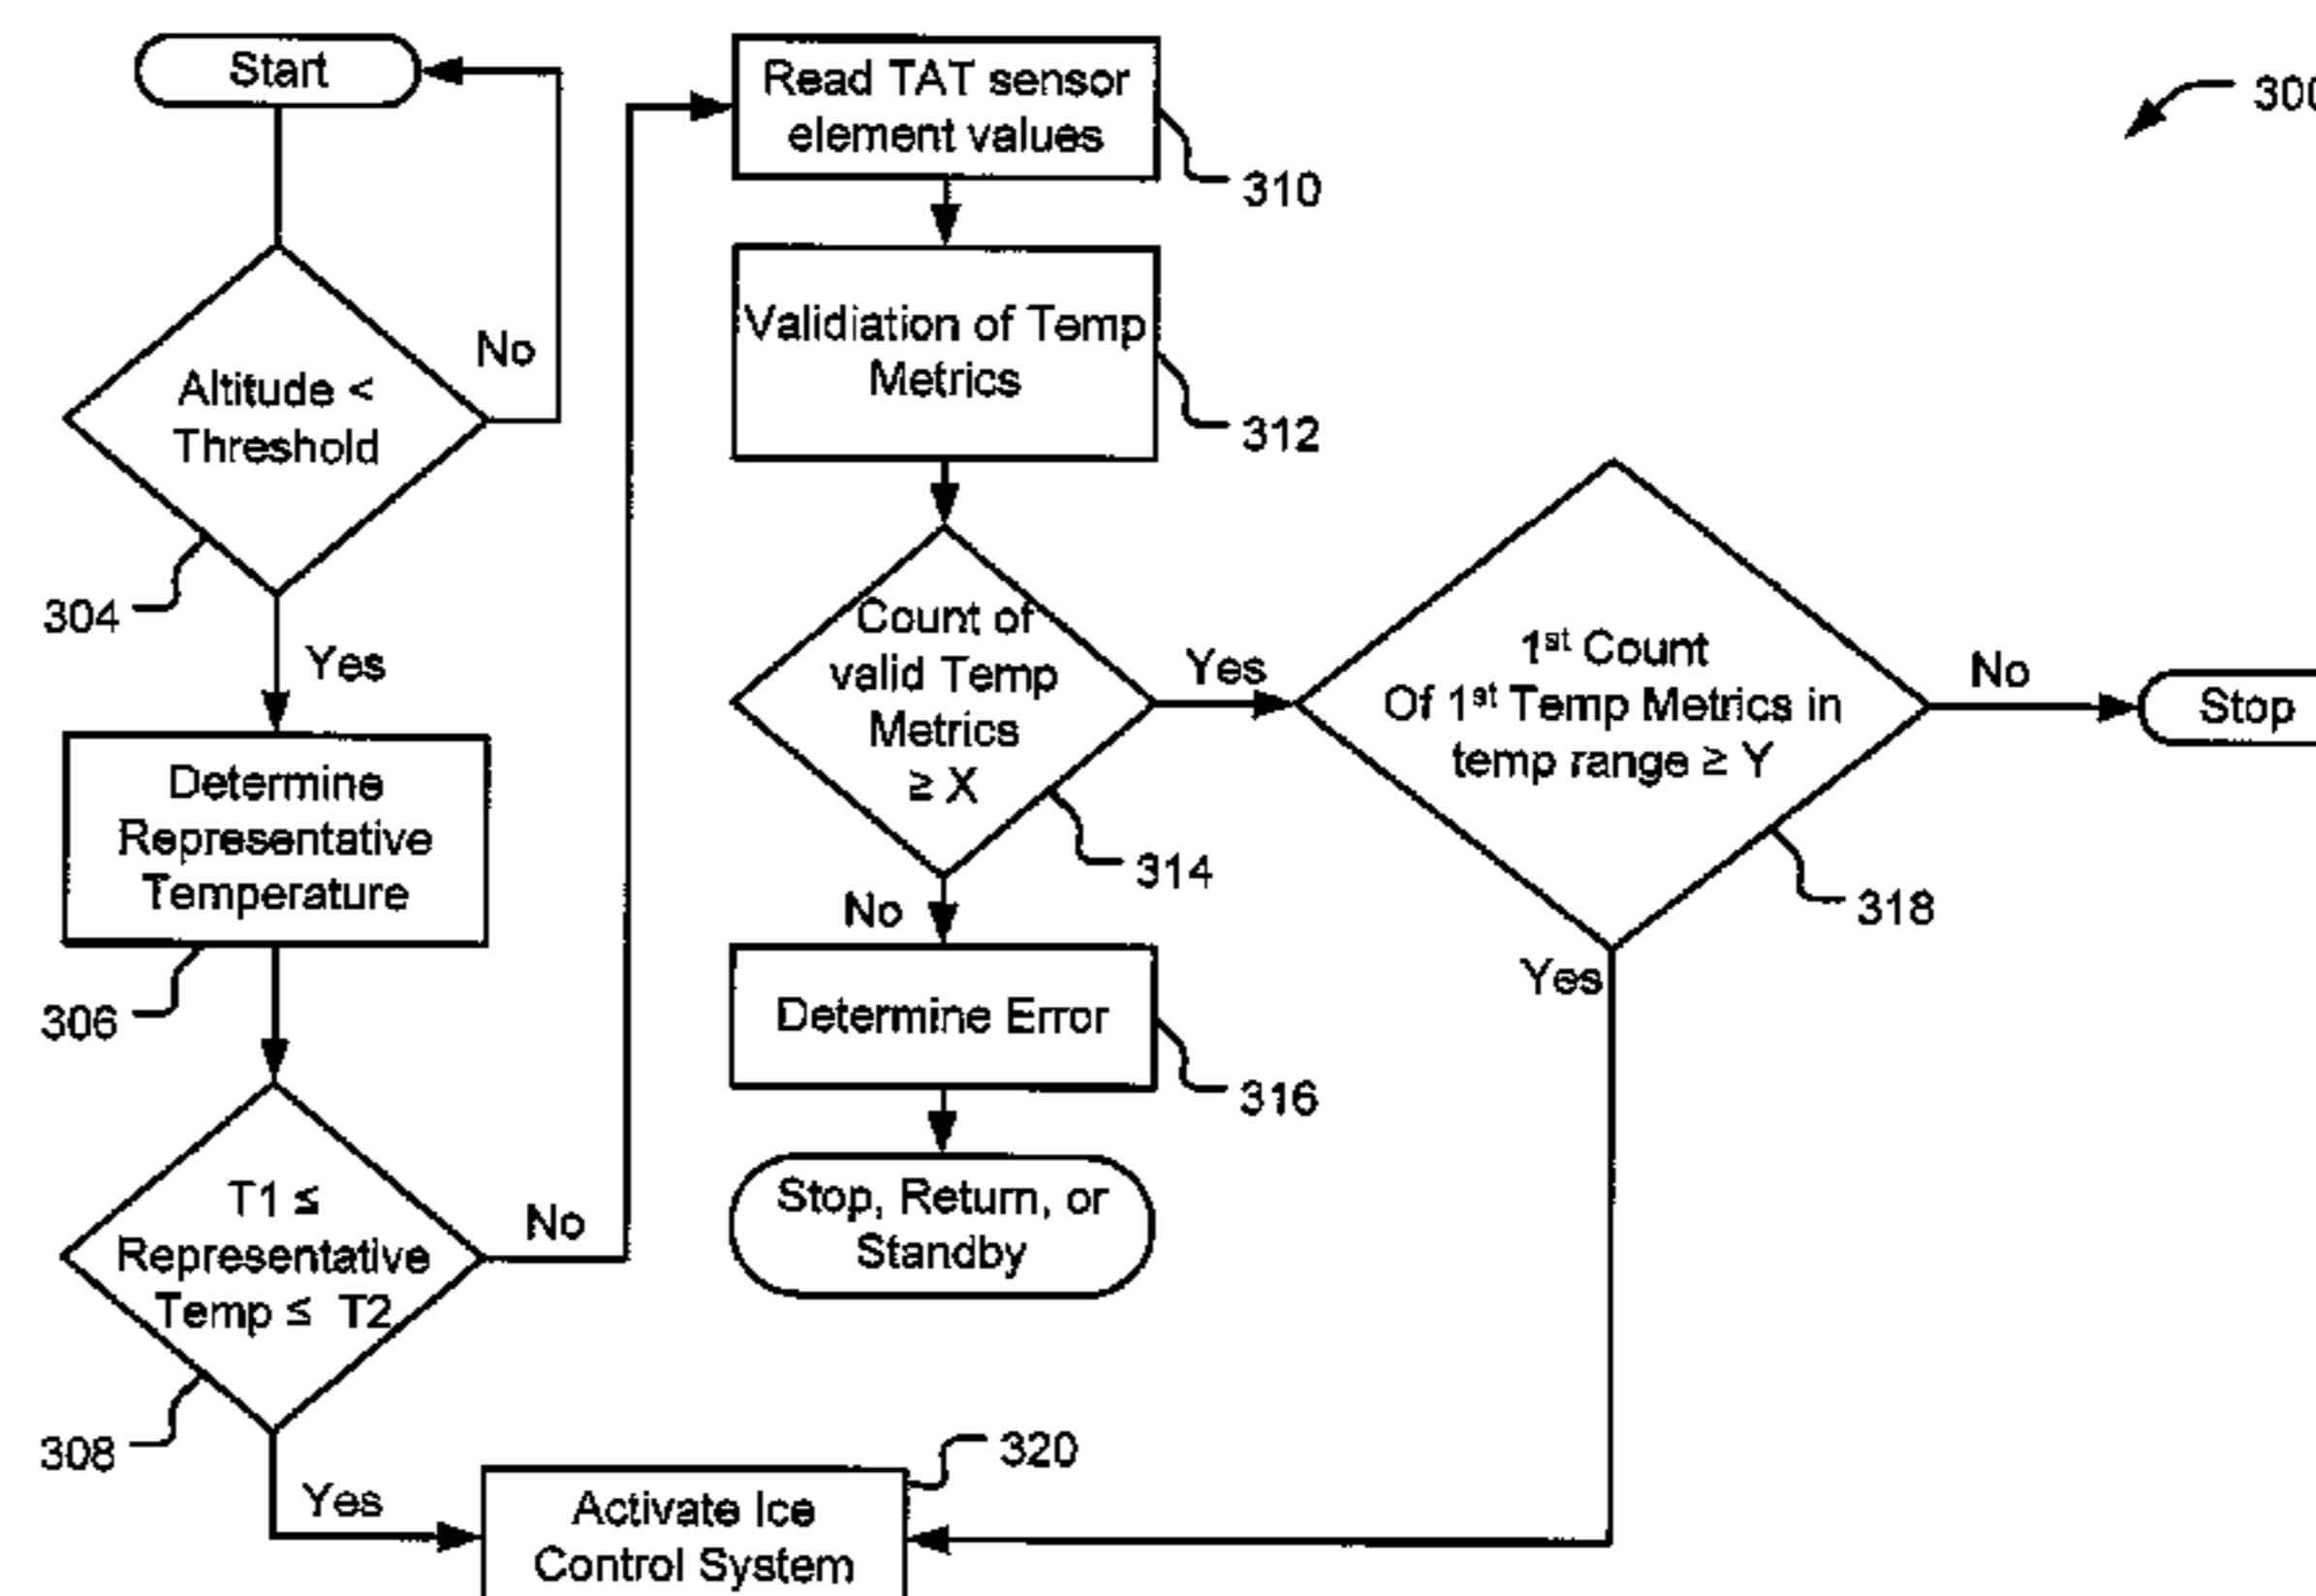 Start
No
Altitude <
Threshold
304
Yes
Determine
Representative
Temperature
306
T1 ≤
Representative
Temp ≤ T2
No
308
Yes
Read TAT sensor
element values
310
Validiation of Temp
Metrics
312
Count of
valid Temp
Metrics
≥ X
Yes
314
No
Determine Error
316
Stop, Return, or
Standby
1st Count
Of 1st Temp Metrics in
temp range ≥ Y
No
318
Yes
Stop
320
Activate Ice
Control System